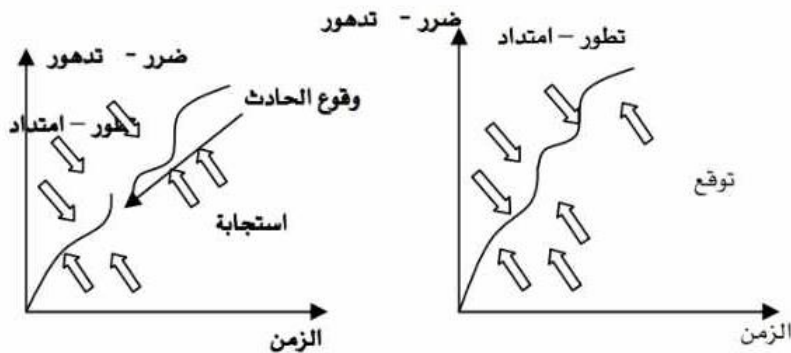 ضرر - تدهور
تطور – امتداد
توقع
الزمن
ضرر - تدهور
وقوع الحادث
تطور – امتداد
استجابة
الزمن